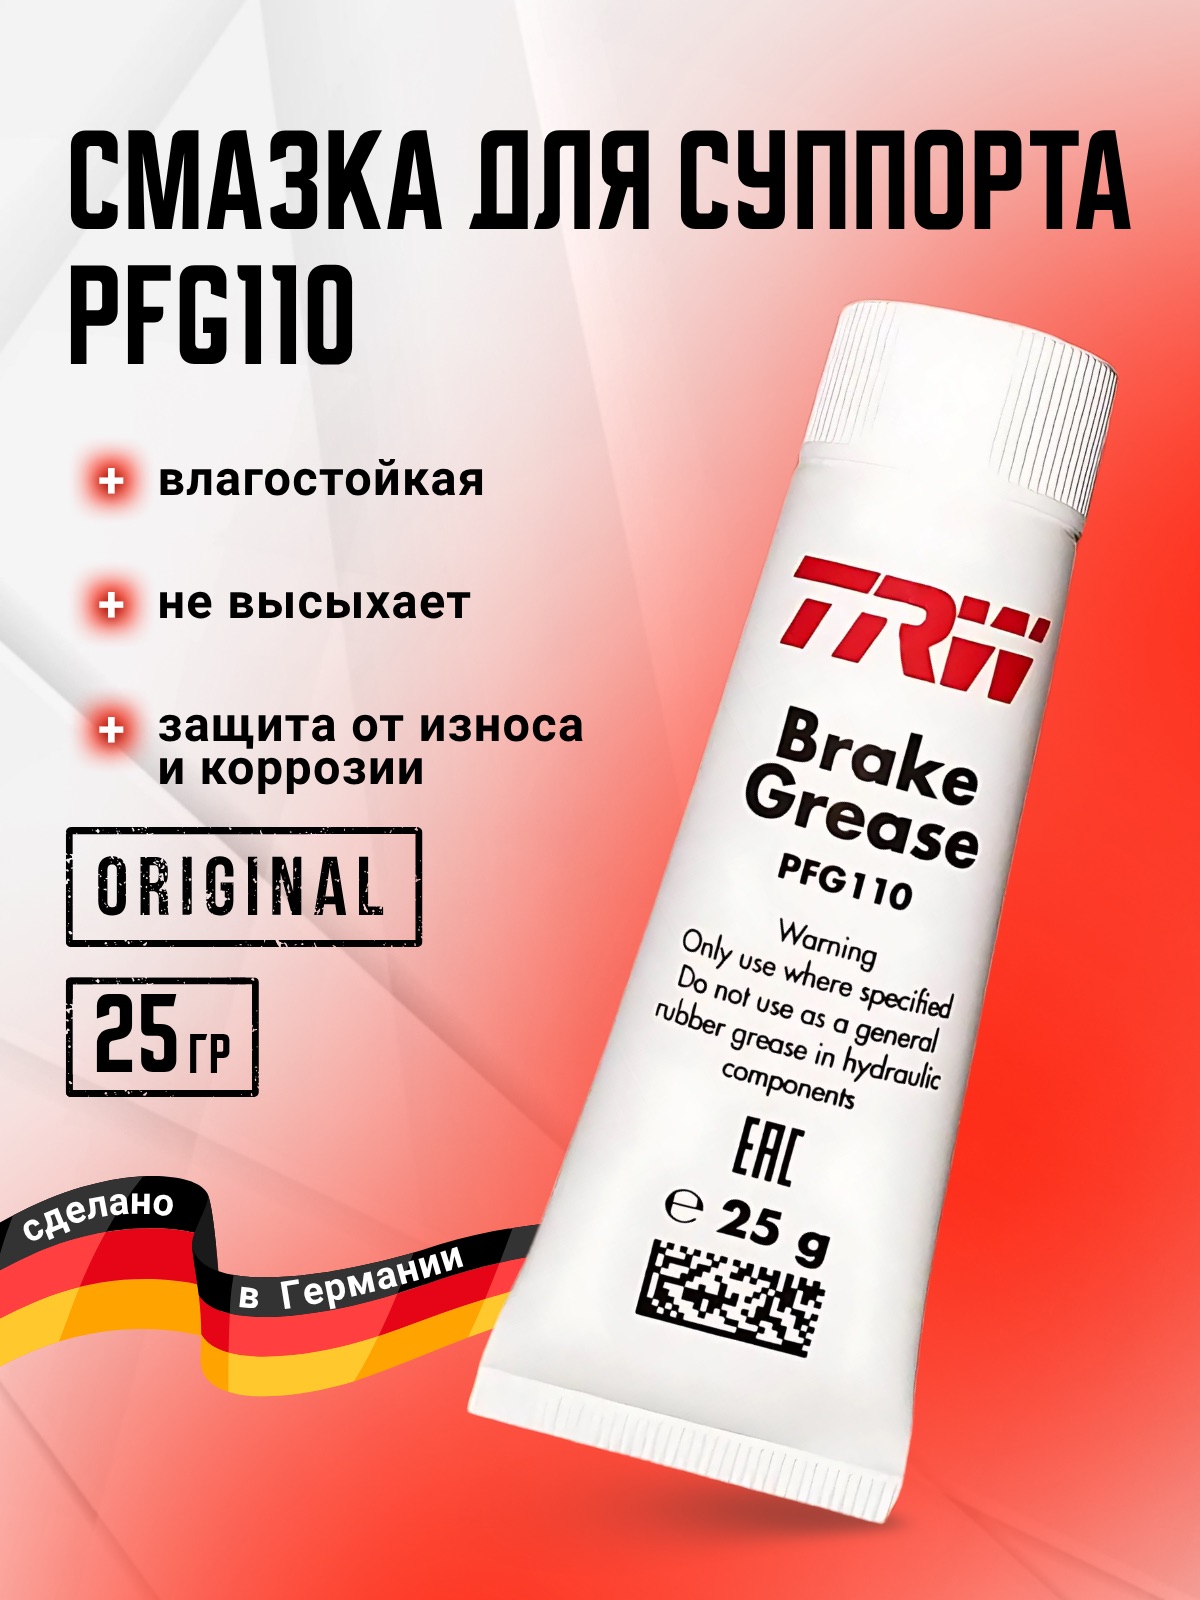 СМАЗКА ДЛЯ СУППОРТА
PFG110
+ влагостойкая
+ не высыхает
+ защита от износа
и коррозии
ORIGINAL
25 ГР
сделано
в Германии
TRW
Brake
Grease
PFG110
Warning
Only use where specified
Do not use as a general
rubber grease in hydraulic
components
EAC
℮ 25 g